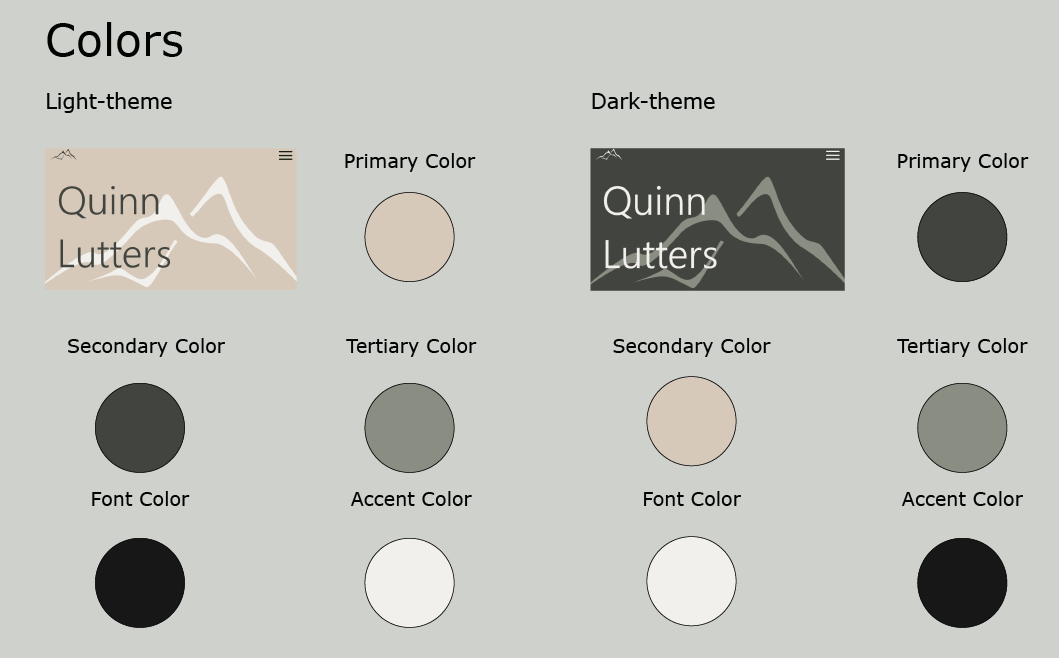 Colors
Light-theme
Quinn
Lutters
Primary Color
Secondary Color
Tertiary Color
Font Color
Accent Color
Dark-theme
Quinn
Lutters
Primary Color
Secondary Color
Tertiary Color
Font Color
Accent Color